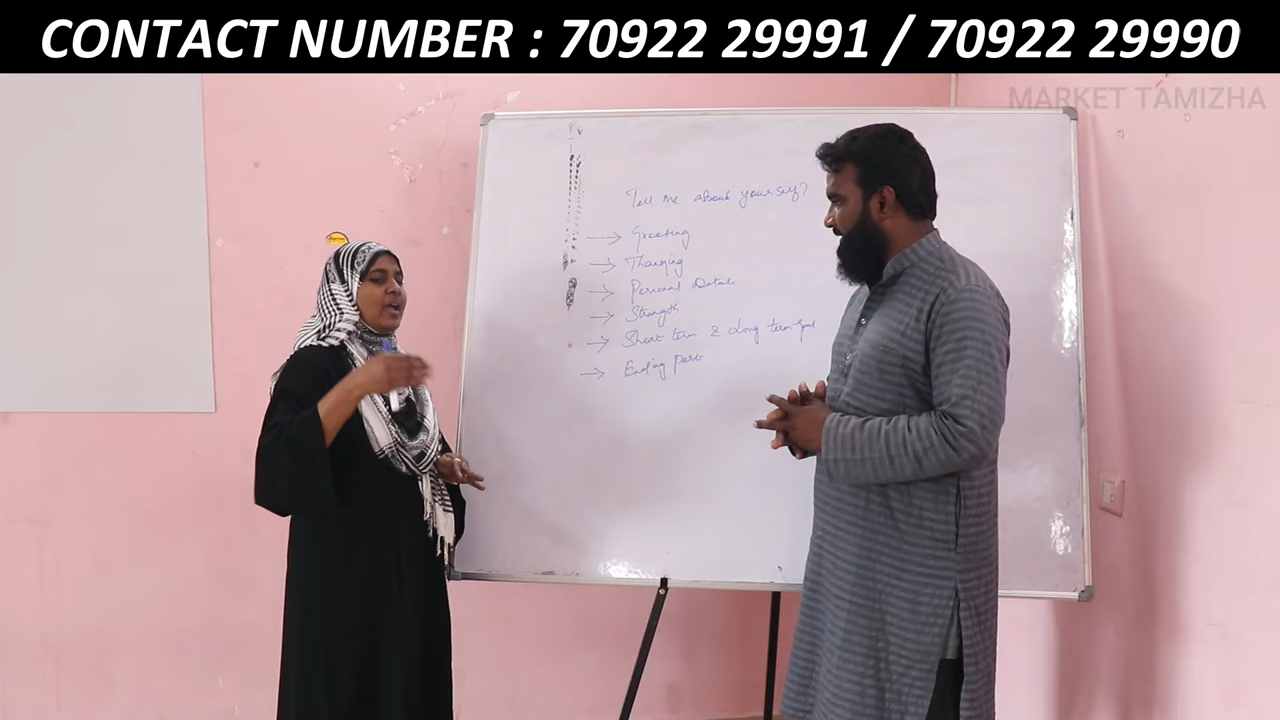 CONTACT NUMBER : 70922 29991 / 70922 29990
MARKET TAMIZHA
Tell me about yourself?
→ Greeting
→ Thanking
→ Personal Details
→ Strength
→ Short term & Long term goal
→ Ending part